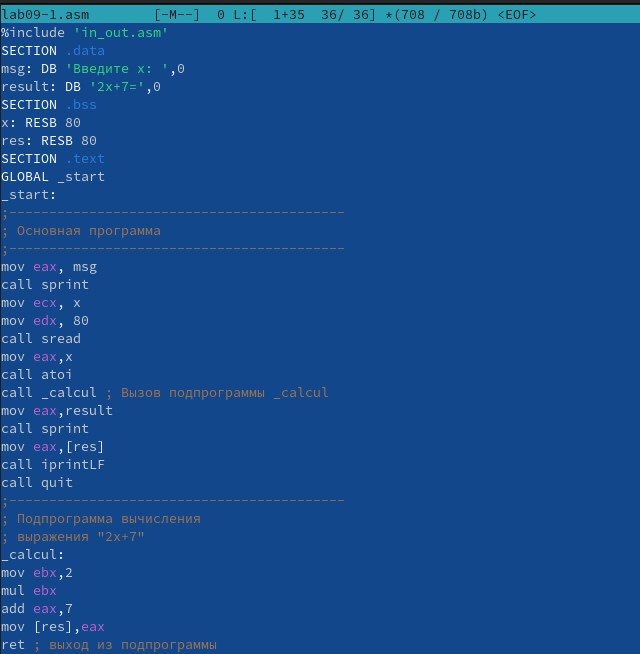 lab09-1.asm        [-M--]  0 L:[  1+35  36/ 36] *(708 / 708b) <EOF>
%include 'in_out.asm'
SECTION .data
msg: DB 'Введите x: ',0
result: DB '2x+7=',0
SECTION .bss
x: RESB 80
res: RESB 80
SECTION .text
GLOBAL _start
_start:
;------------------------------------------
; Основная программа
;------------------------------------------
mov eax, msg
call sprint
mov ecx, x
mov edx, 80
call sread
mov eax,x
call atoi
call _calcul ; Вызов подпрограммы _calcul
mov eax,result
call sprint
mov eax,[res]
call iprintLF
call quit
;------------------------------------------
; Подпрограмма вычисления
; выражения "2x+7"
_calcul:
mov ebx,2
mul ebx
add eax,7
mov [res],eax
ret ; выход из подпрограммы